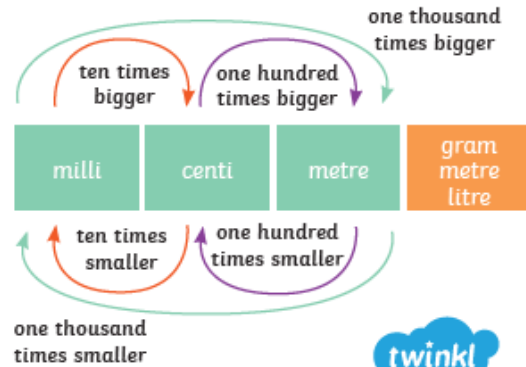 one thousand
times bigger
ten times
bigger
one hundred
times bigger
milli
centi
metre
gram
metre
litre
ten times
smaller
one hundred
times smaller
one thousand
times smaller
twinkl